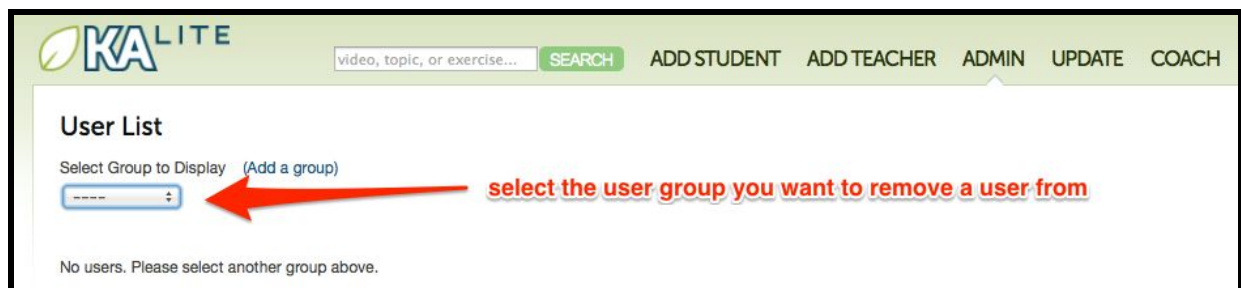 KA LITE
video, topic, or exercise... SEARCH ADD STUDENT ADD TEACHER ADMIN UPDATE COACH
User List
Select Group to Display (Add a group)
---- select the user group you want to remove a user from
No users. Please select another group above.